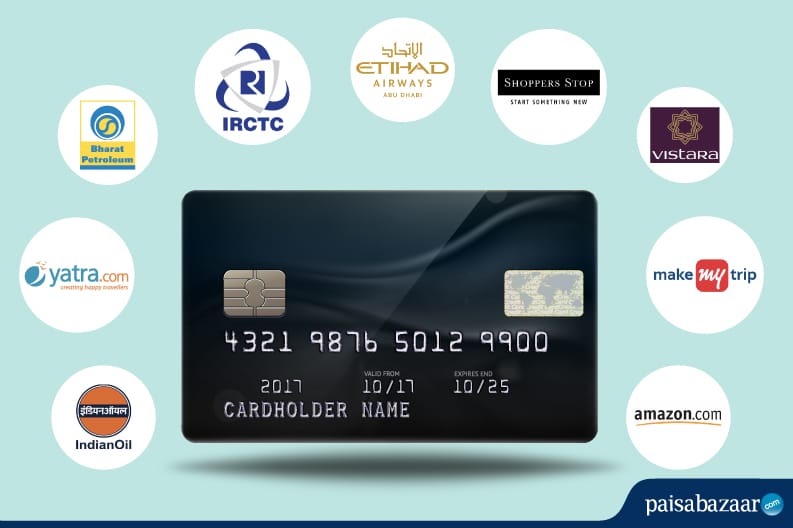 IRCTC
الإتحاد
ETIHAD
AIRWAYS
ABU DHABI
SHOPPERS STOP
START SOMETHING NEW
Bharat
Petroleum
VISTARA
yatra.com
creating happy travellers
make my trip
4321 9876 5012 9900
VALID FROM
EXPIRES END
2017 10/17 10/25
CARDHOLDER NAME
इंडियनऑयल
IndianOil
amazon.com
paisabazaar.com